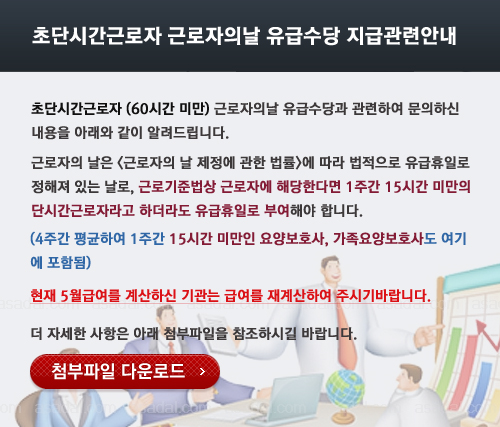 초단시간근로자 근로자의날 유급수당 지급관련안내
초단시간근로자 (60시간 미만) 근로자의날 유급수당과 관련하여 문의하신
내용을 아래와 같이 알려드립니다.
근로자의 날은 <근로자의 날 제정에 관한 법률>에 따라 법적으로 유급휴일로
정해져 있는 날로, 근로기준법상 근로자에 해당한다면 1주간 15시간 미만의
단시간근로자라고 하더라도 유급휴일로 부여해야 합니다.
(4주간 평균하여 1주간 15시간 미만인 요양보호사, 가족요양보호사도 여기
에 포함됨)
현재 5월급여를 계산하신 기관는 급여를 재계산하여 주시기바랍니다.
더 자세한 사항은 아래 첨부파일을 참조하시길 바랍니다.
첨부파일 다운로드 >